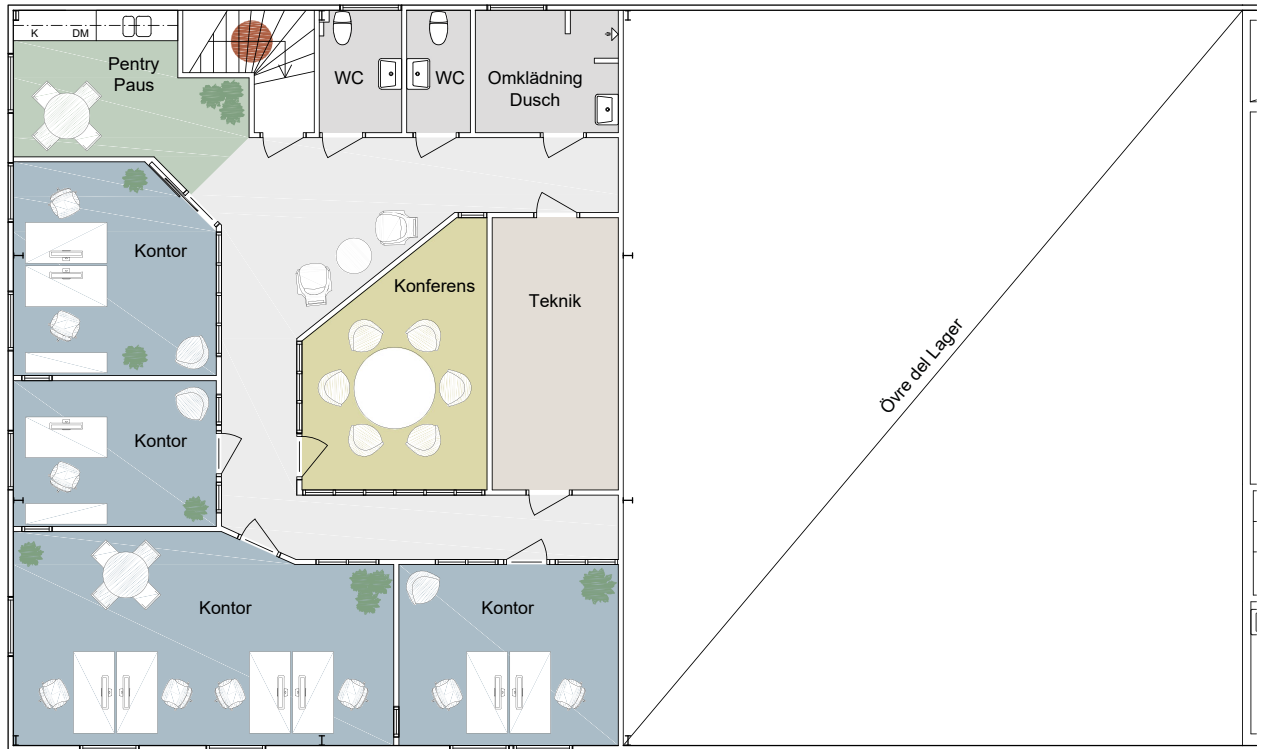 K
DM
Pentry
Paus
WC
WC
Omklädning
Dusch
Kontor
Konferens
Teknik
Övre del Lager
Kontor
Kontor
Kontor